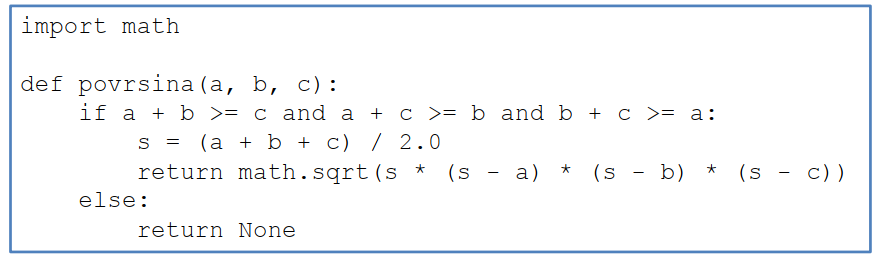 import math
def povrsina(a, b, c):
    if a + b >= c and a + c >= b and b + c >= a:
        s = (a + b + c) / 2.0
        return math.sqrt(s * (s - a) * (s - b) * (s - c))
    else:
        return None